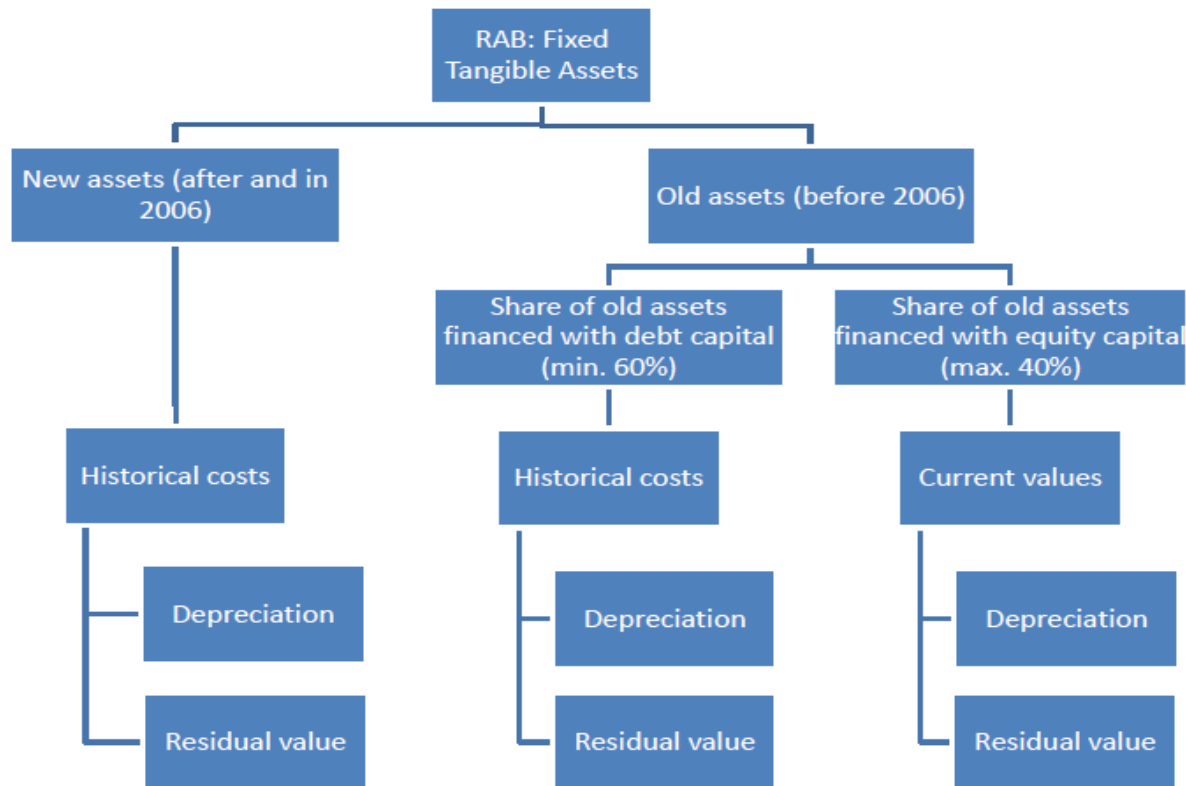 RAB: Fixed
Tangible Assets
New assets (after and in
2006)
Old assets (before 2006)
Share of old assets
financed with debt capital
(min. 60%)
Share of old assets
financed with equity capital
(max. 40%)
Historical costs
Historical costs
Current values
Depreciation
Depreciation
Depreciation
Residual value
Residual value
Residual value